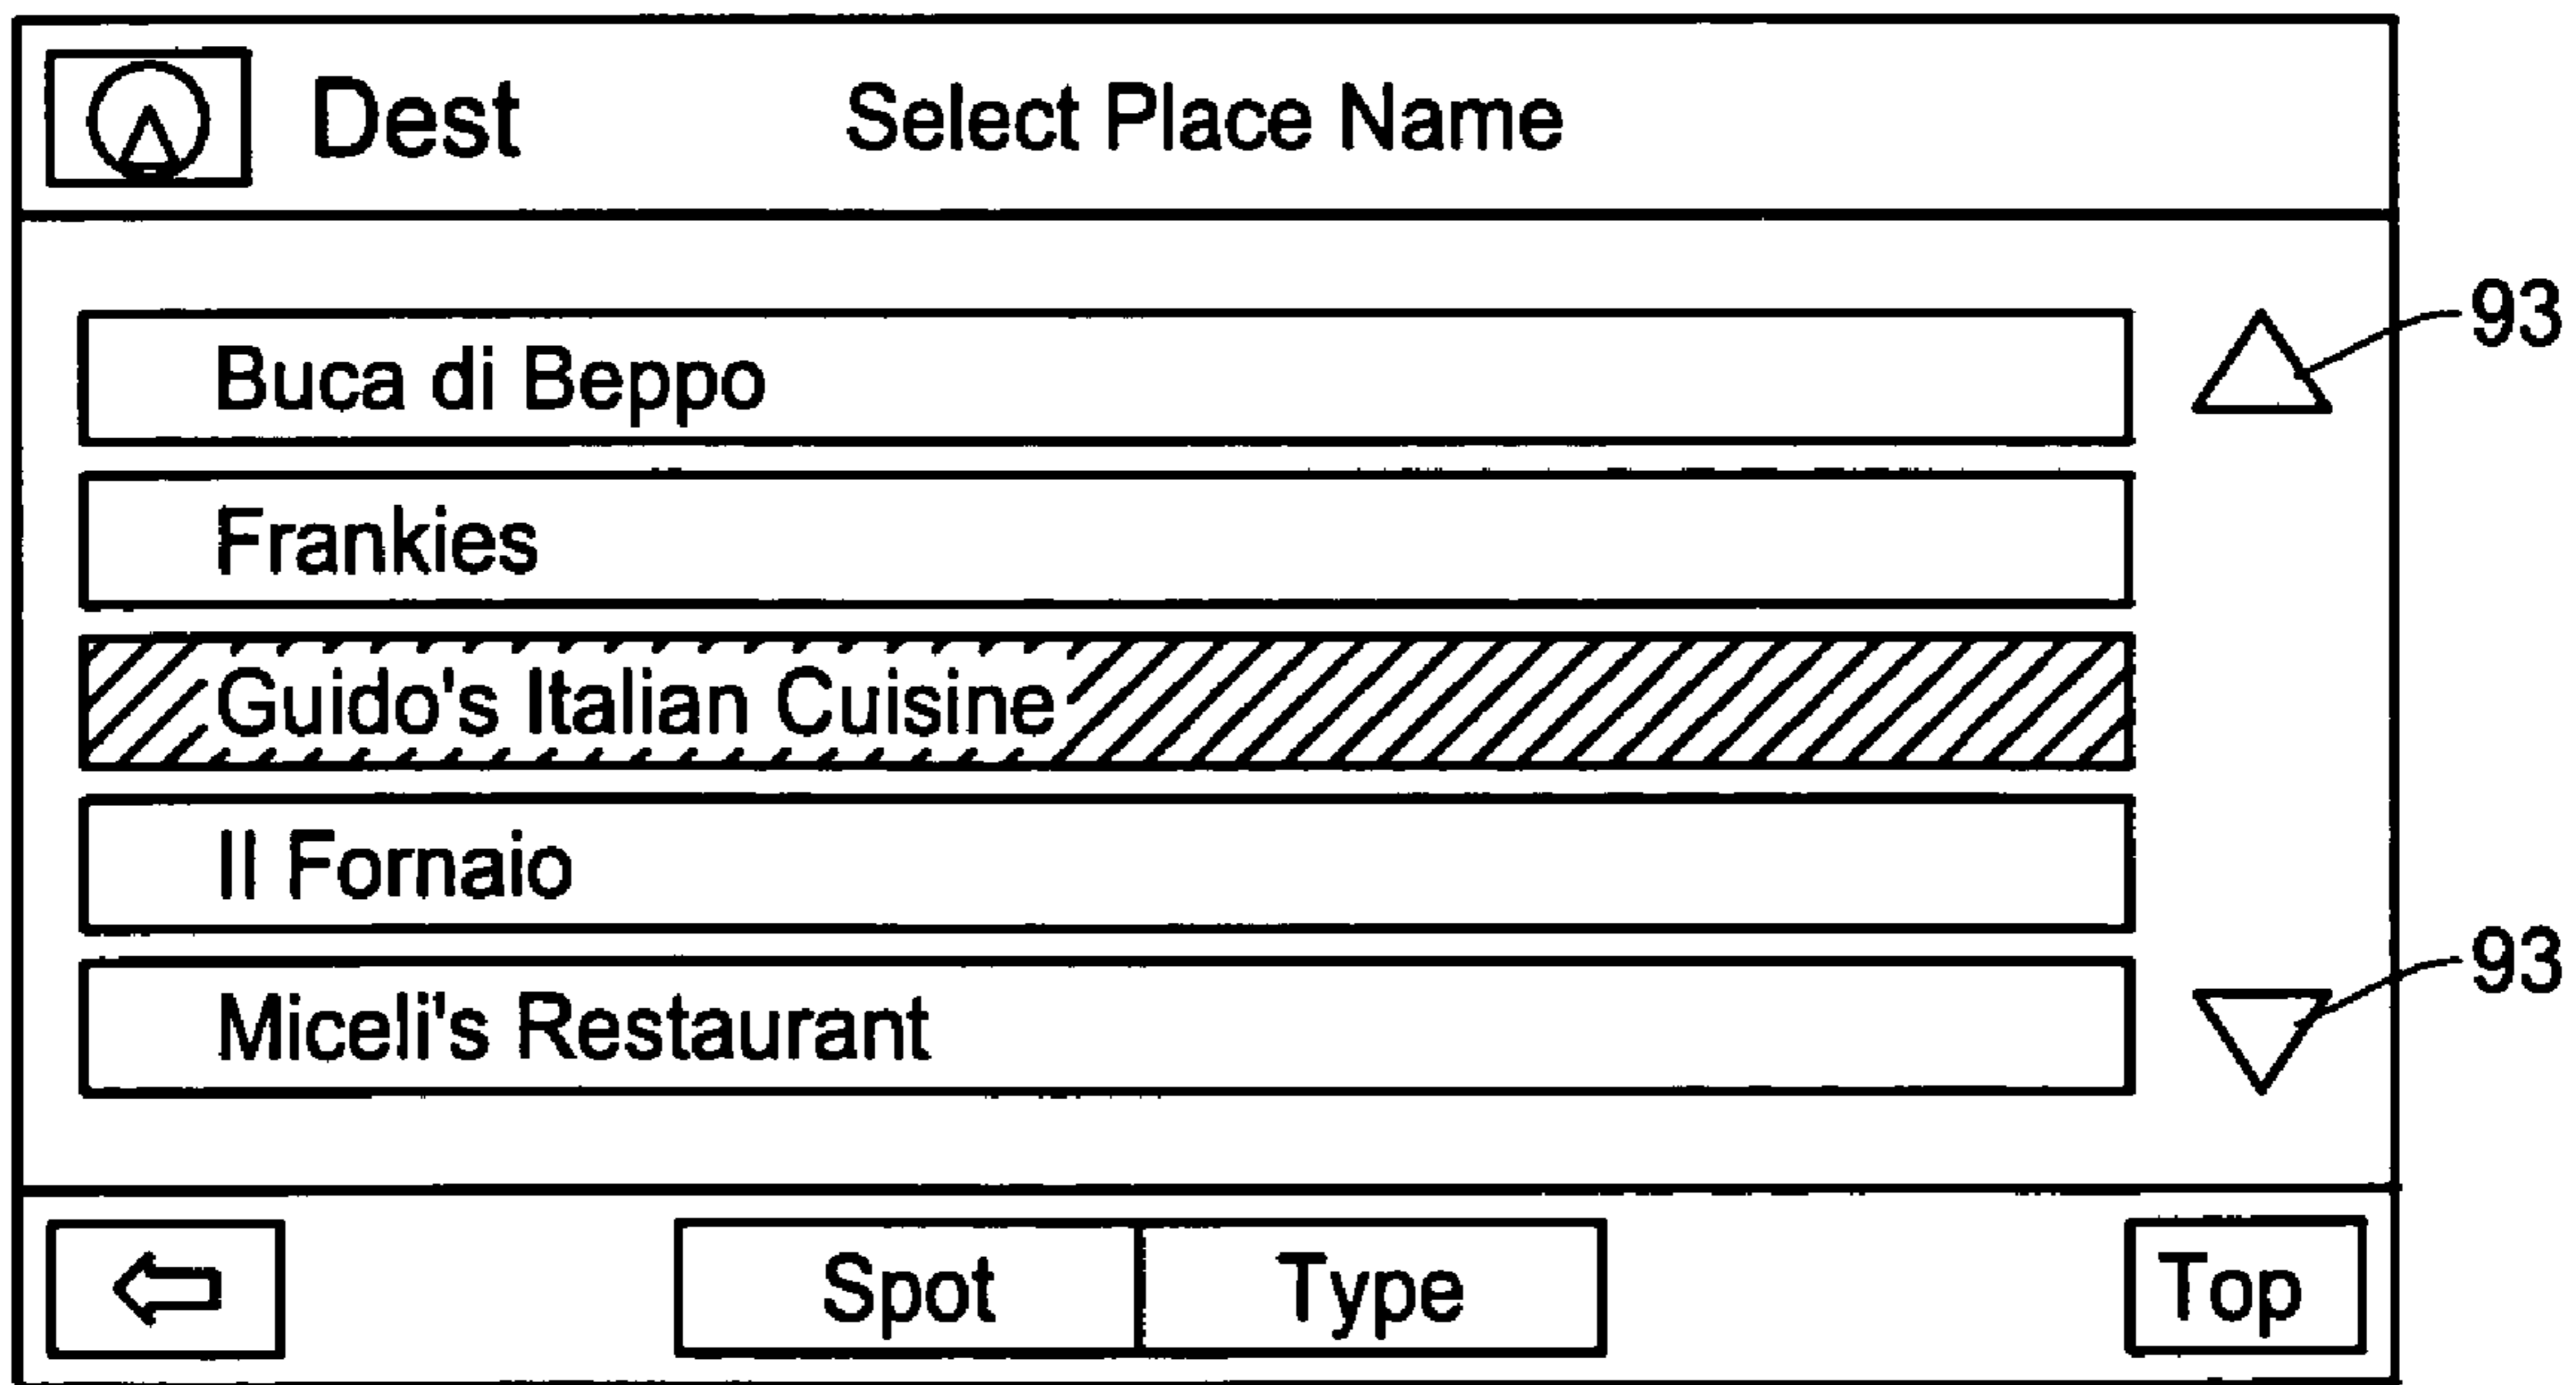 Dest Select Place Name
93
Buca di Beppo
Frankies
Guido's Italian Cuisine
Il Fornaio
93
Miceli's Restaurant
Spot Type Top